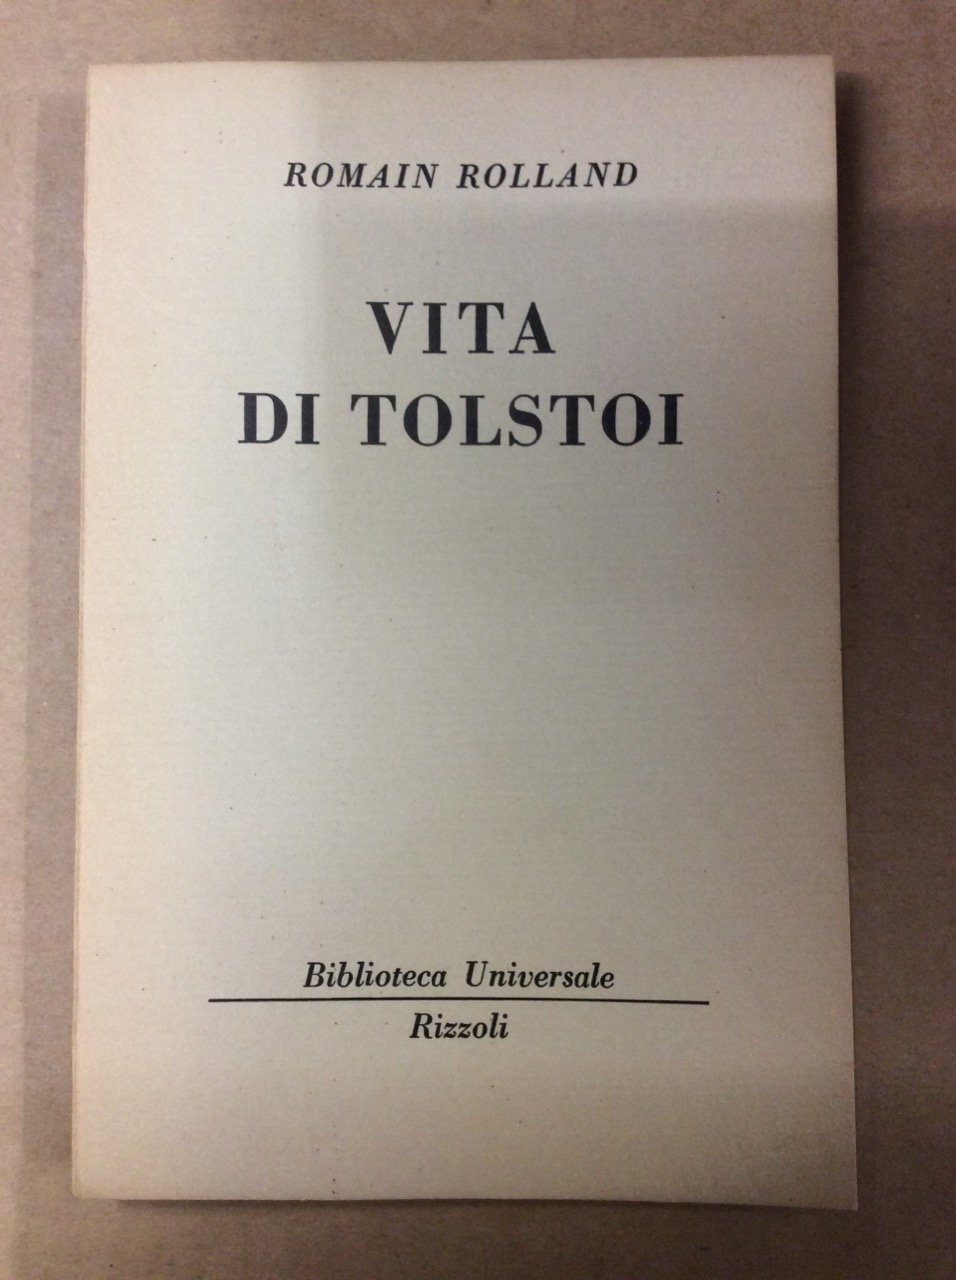 ROMAIN ROLLAND
VITA
DI TOLSTOI
Biblioteca Universale
Rizzoli